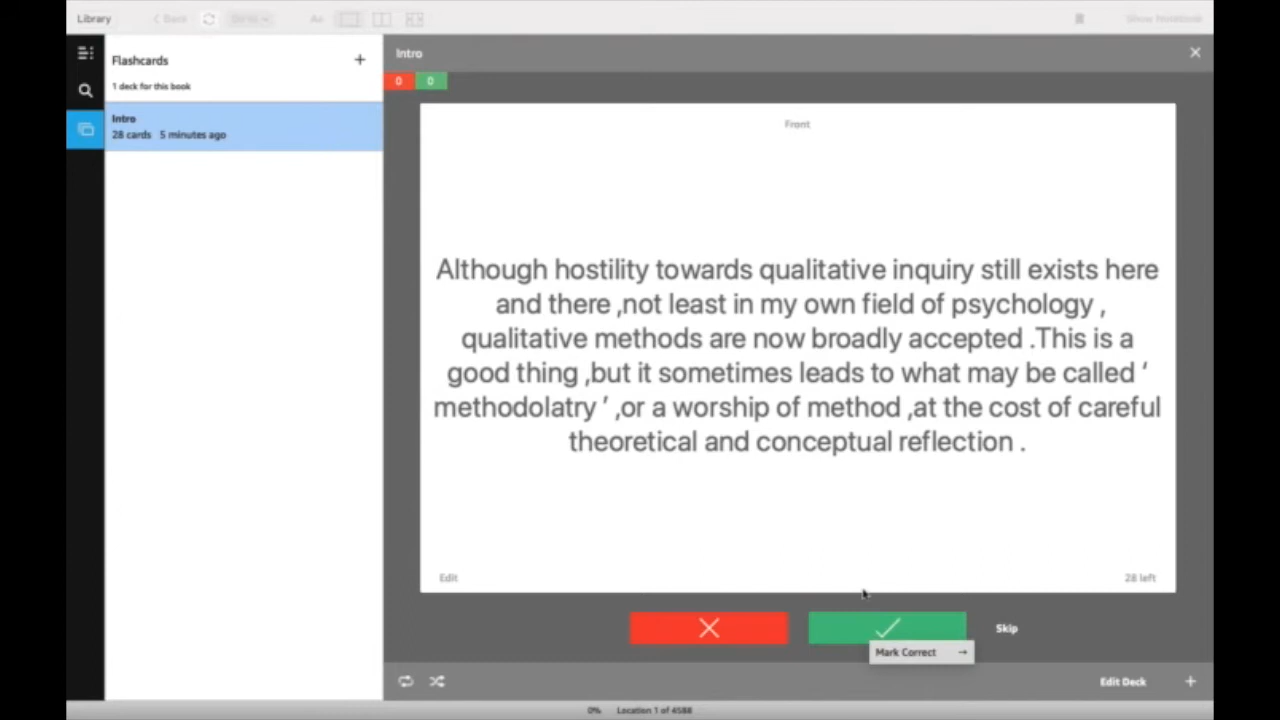 Library
Back
Aa
Show Notebook
Flashcards +
1 deck for this book
Intro
28 cards 5 minutes ago
Intro ×
0 0
Front
Although hostility towards qualitative inquiry still exists here
and there ,not least in my own field of psychology ,
qualitative methods are now broadly accepted .This is a
good thing ,but it sometimes leads to what may be called ‘
methodolatry ’ ,or a worship of method ,at the cost of careful
theoretical and conceptual reflection .
Edit
28 left
Skip
Mark Correct →
Edit Deck +
0% Location 1 of 4588